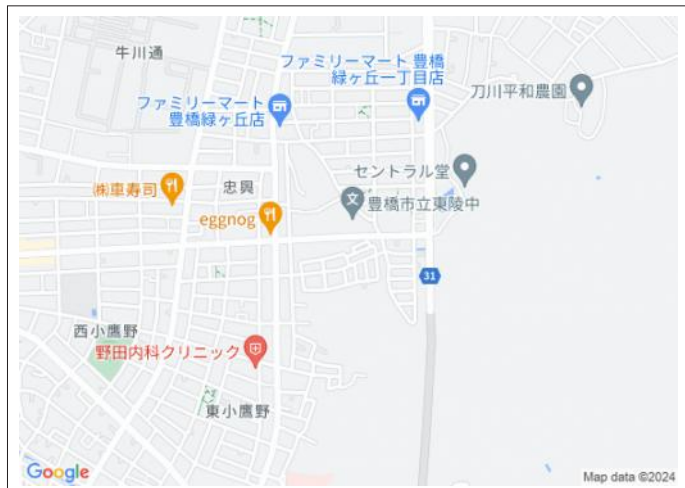 牛川通
ファミリーマート 豊橋
緑ヶ丘一丁目店
ファミリーマート
豊橋緑ヶ丘店
刀川平和農園
セントラル堂
㈱車寿司
忠興
豊橋市立東陵中
eggnog
31
西小鷹野
野田内科クリニック
東小鷹野
Google
Map data ©2024